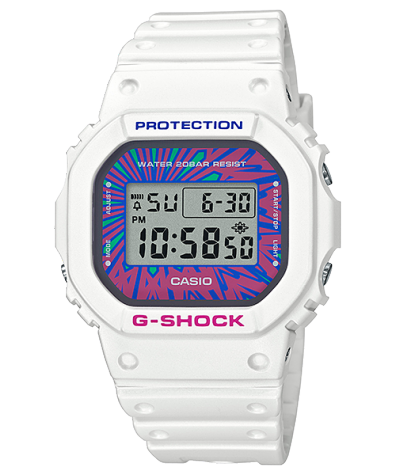 PROTECTION
WATER 20BAR RESIST
ADJUST
START/STOP
SU 6-30
PM
10:58 50
MODE
LIGHT
CASIO
G-SHOCK